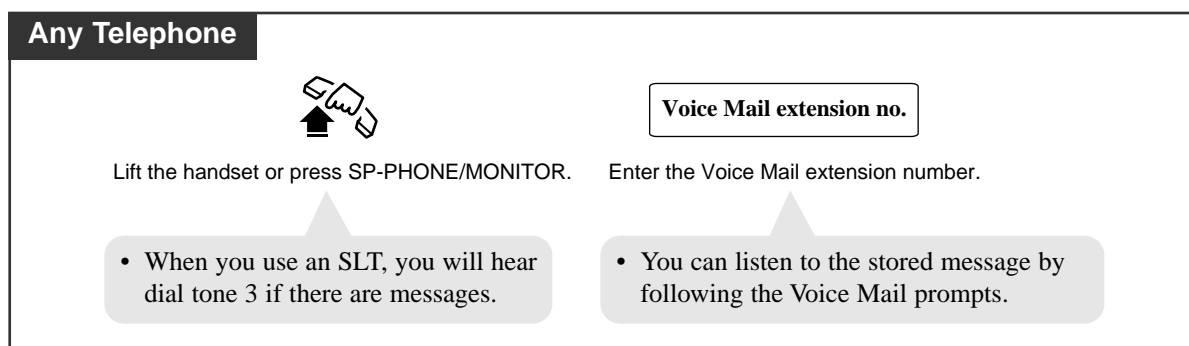 Any Telephone
Voice Mail extension no.
Lift the handset or press SP-PHONE/MONITOR.
Enter the Voice Mail extension number.
• When you use an SLT, you will hear
dial tone 3 if there are messages.
• You can listen to the stored message by
following the Voice Mail prompts.